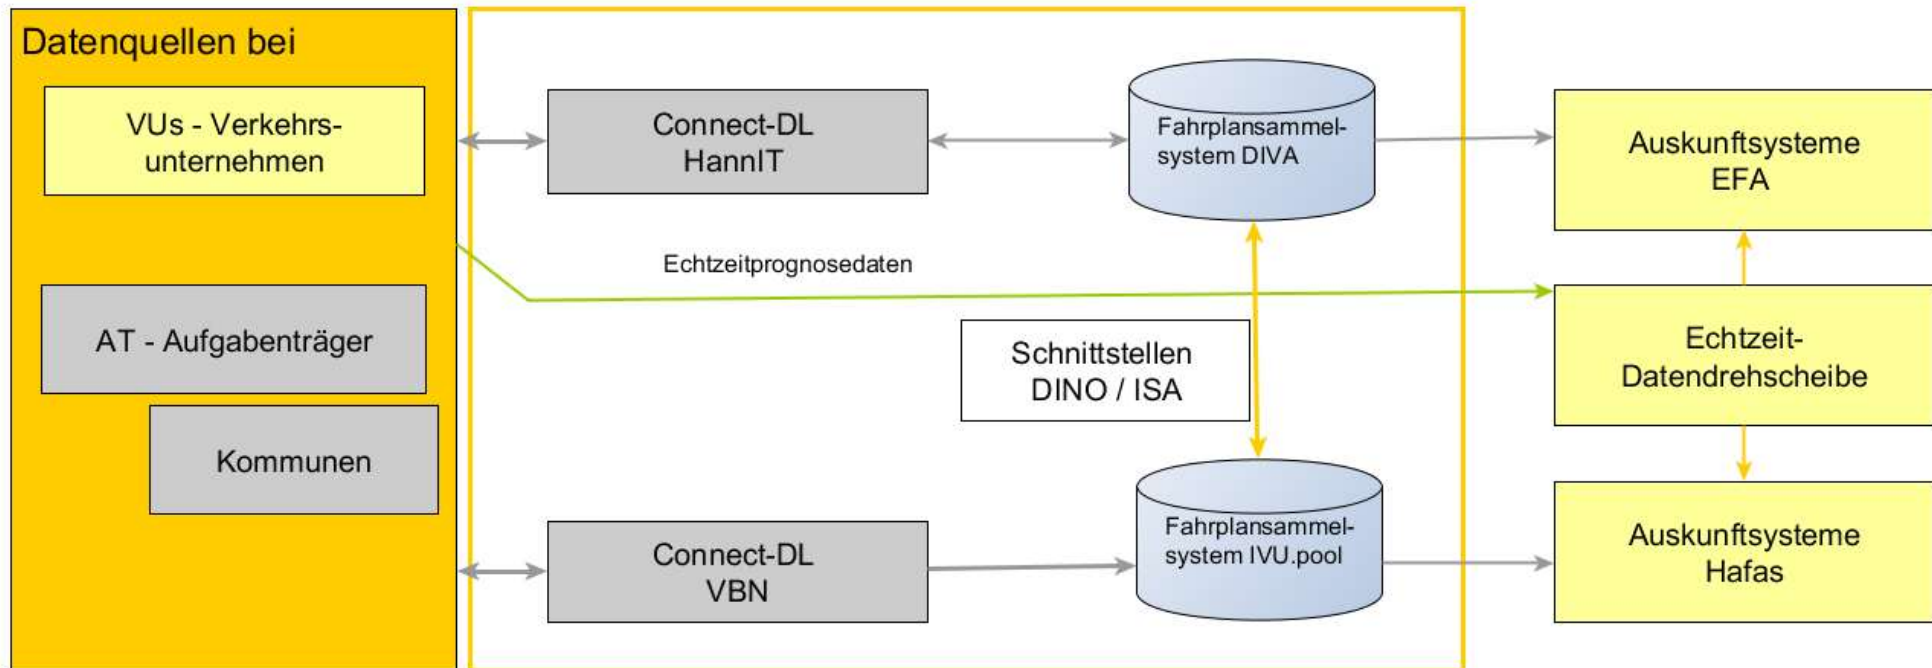 Datenquellen bei
VUs - Verkehrs-
unternehmen
AT - Aufgabenträger
Kommunen
Connect-DL
HannIT
Fahrplansammel-
system DIVA
Auskunftsysteme
EFA
Echtzeitprognosedaten
Schnittstellen
DINO / ISA
Echtzeit-
Datendrehscheibe
Connect-DL
VBN
Fahrplansammel-
system IVU.pool
Auskunftsysteme
Hafas